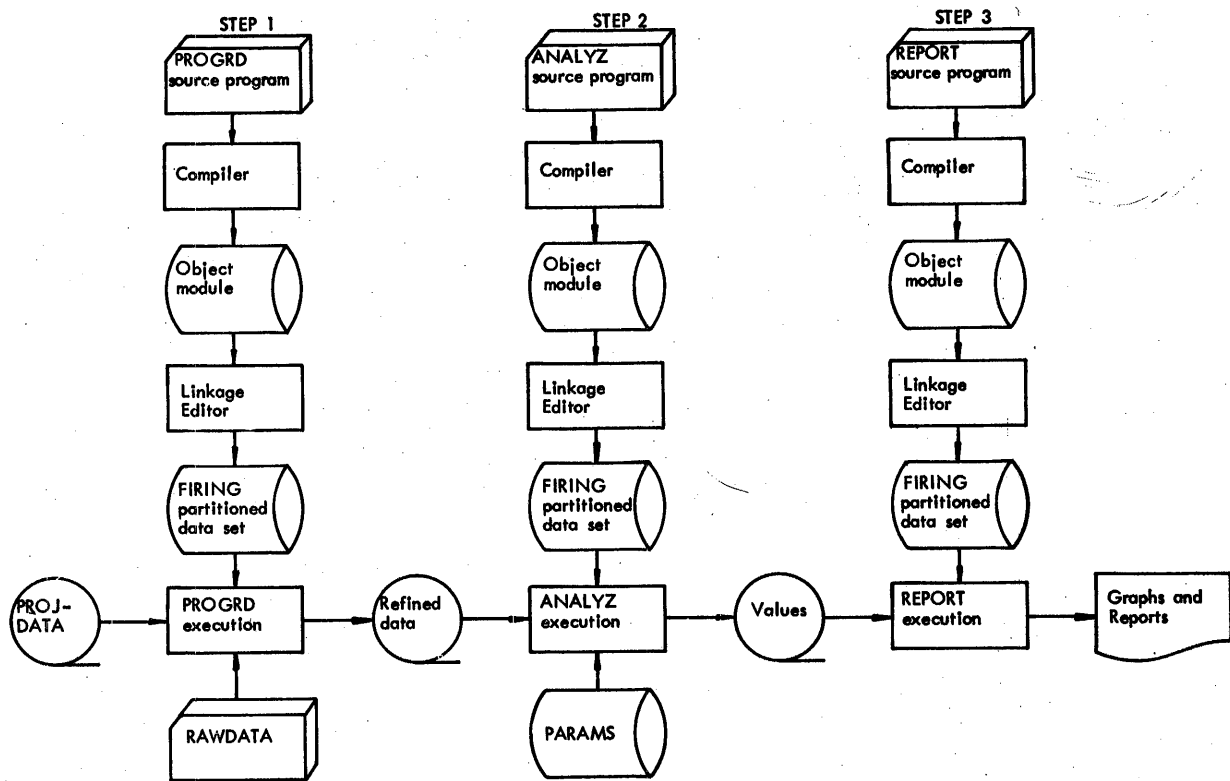 STEP 1
PROGRD
source program
Compiler
Object
module
Linkage
Editor
FIRING
partitioned
data set
PROJ-
DATA
PROGRD
execution
RAWDATA
Refined
data
STEP 2
ANALYZ
source program
Compiler
Object
module
Linkage
Editor
FIRING
partitioned
data set
ANALYZ
execution
PARAMS
Values
STEP 3
REPORT
source program
Compiler
Object
module
Linkage
Editor
FIRING
partitioned
data set
REPORT
execution
Graphs and
Reports